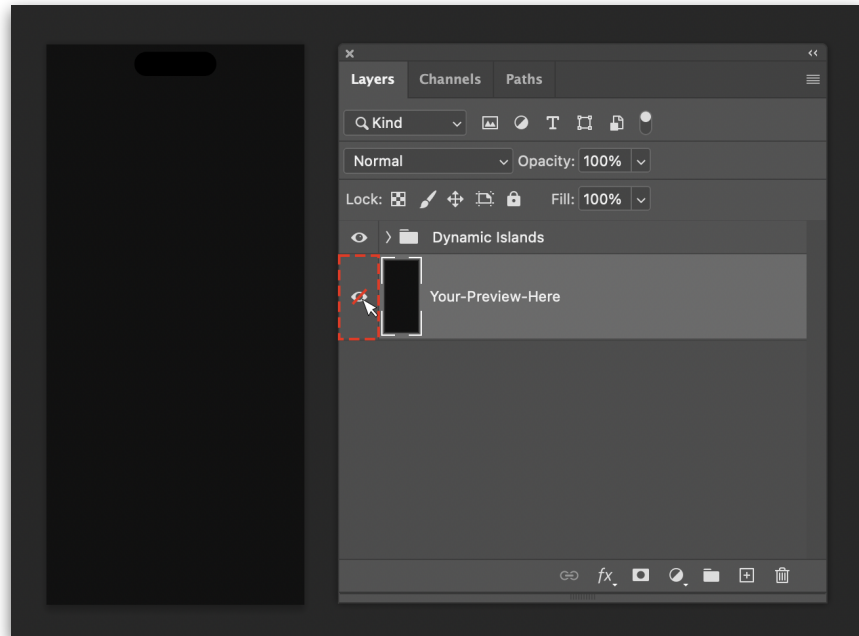 Layers Channels Paths
Kind
Normal Opacity: 100%
Lock: Fill: 100%
Dynamic Islands
Your-Preview-Here
fx